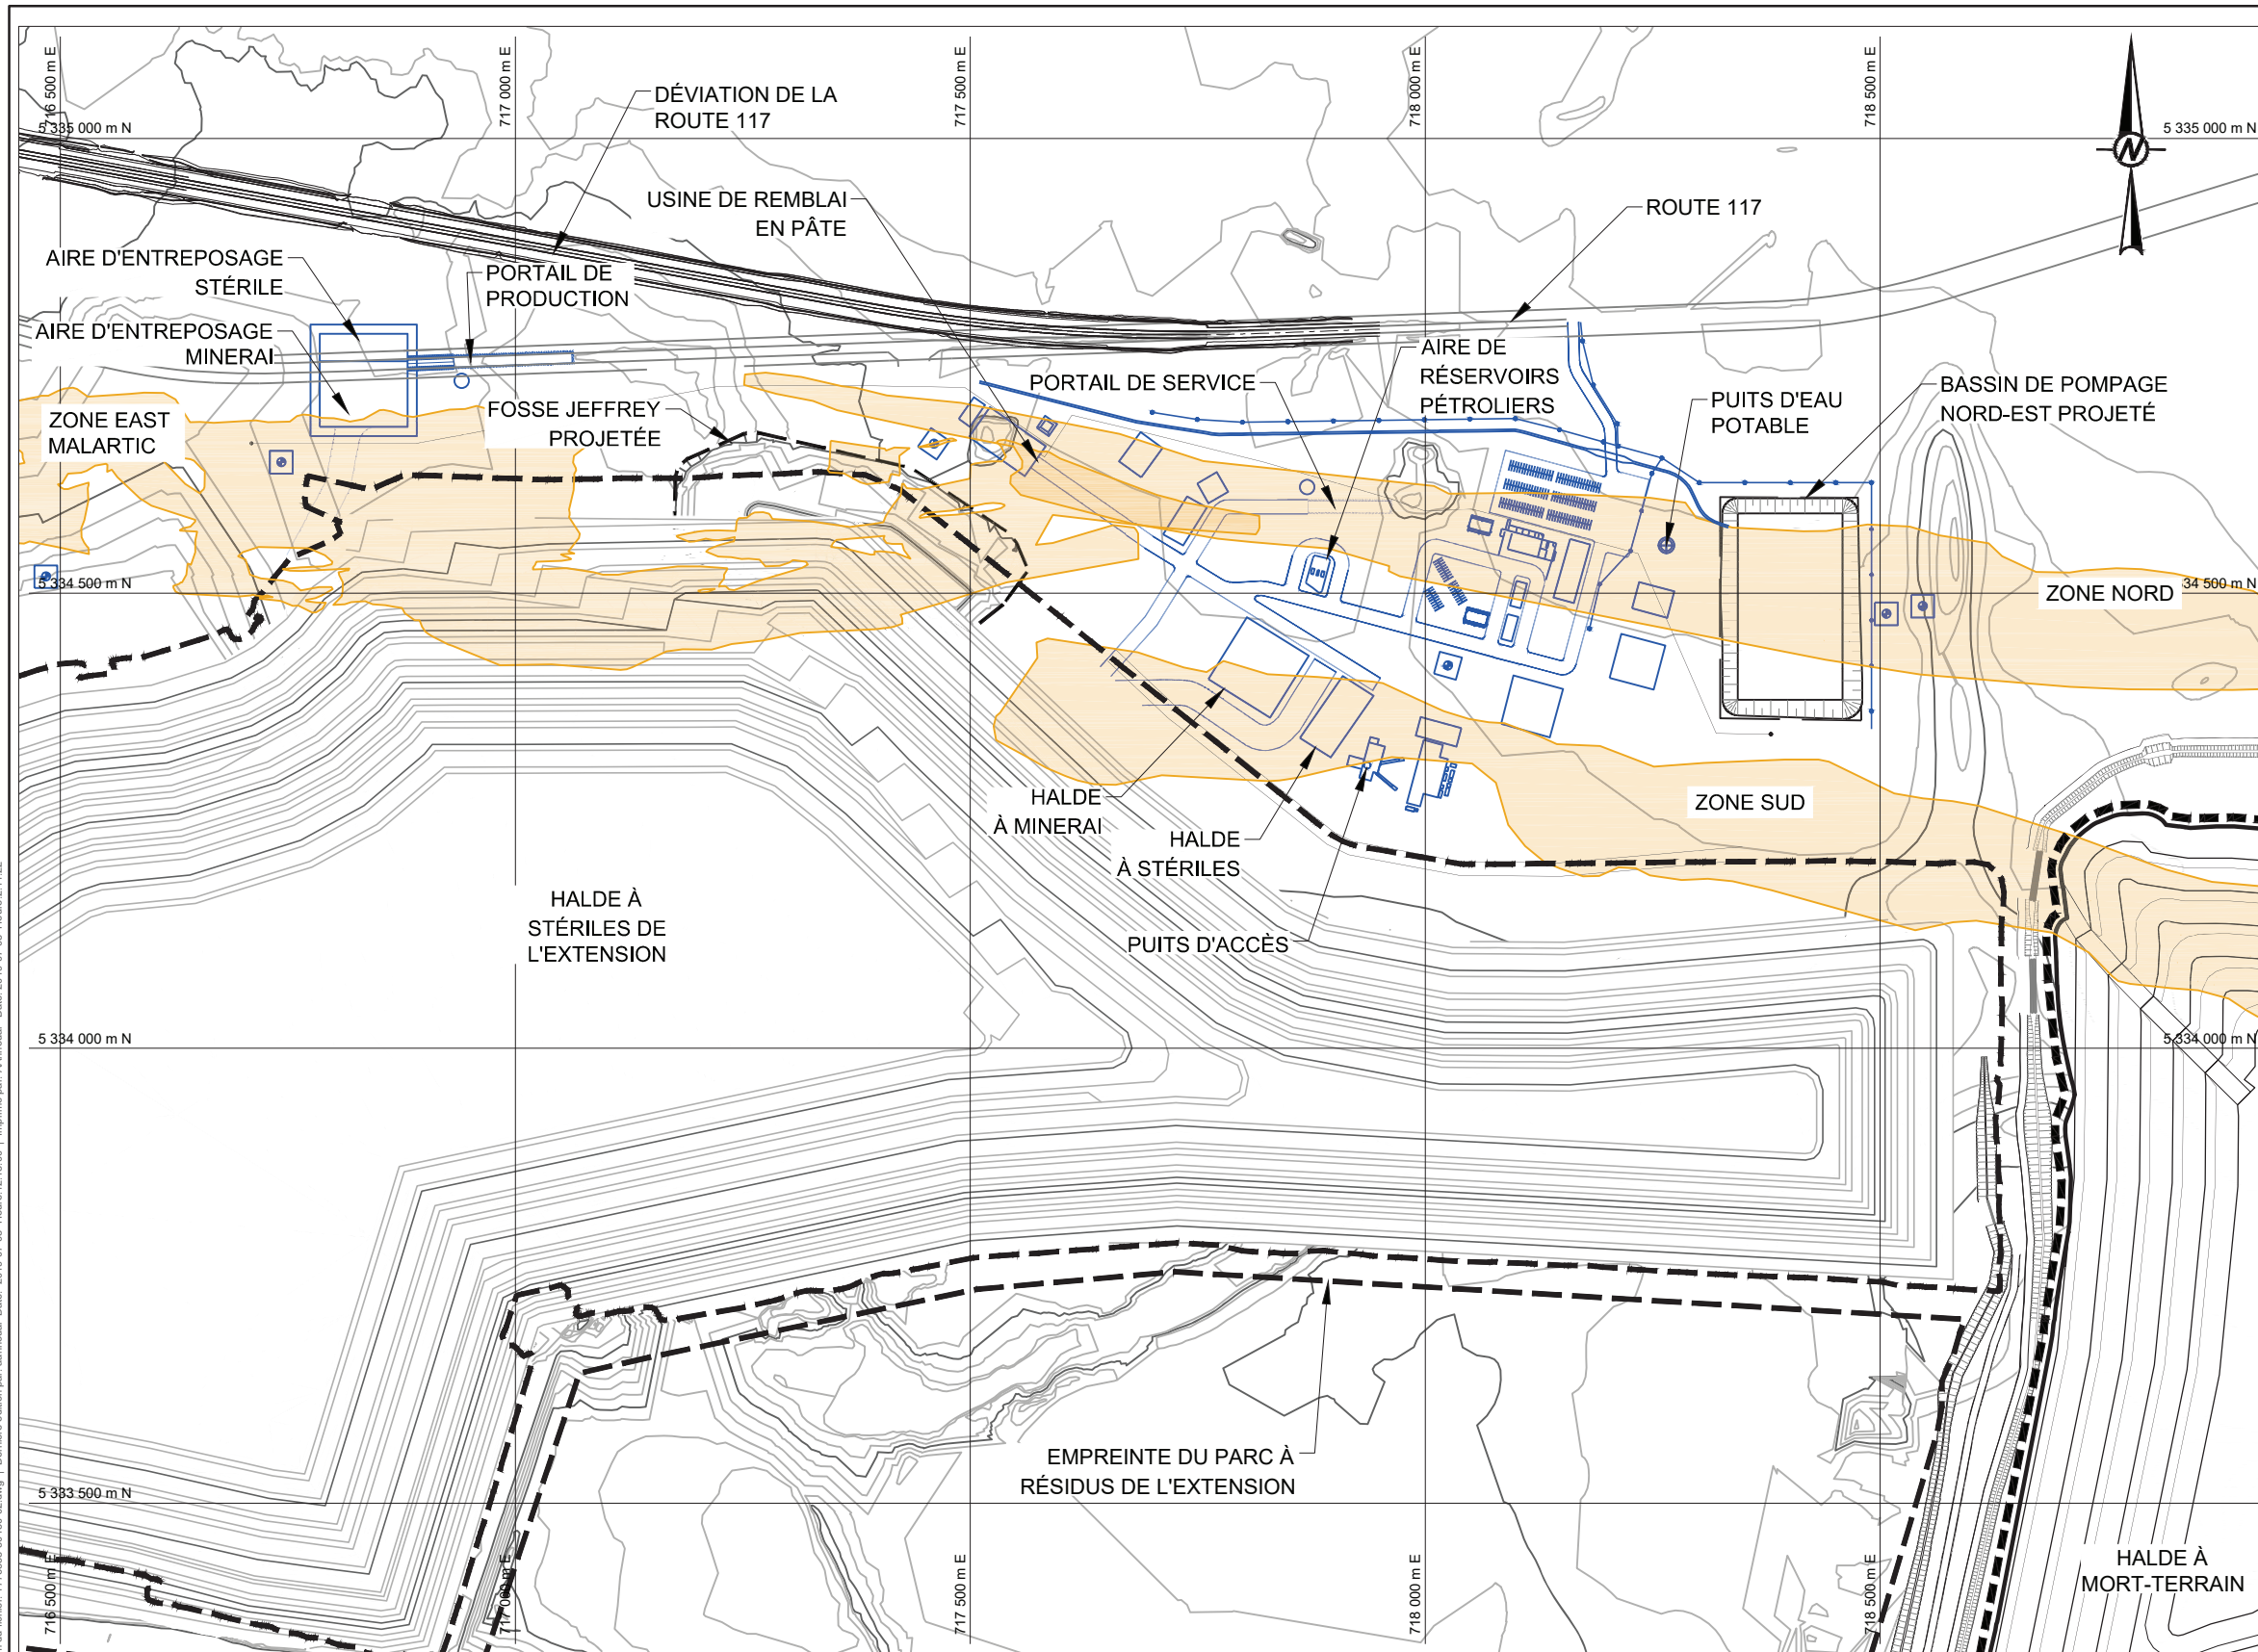 716 500 m E
717 000 m E
717 500 m E
718 000 m E
718 500 m E
5 335 000 m N
5 335 000 m N
N
DÉVIATION DE LA
ROUTE 117
USINE DE REMBLAI
EN PÂTE
ROUTE 117
AIRE D'ENTREPOSAGE
STÉRILE
PORTAIL DE
PRODUCTION
AIRE D'ENTREPOSAGE
MINERAI
AIRE DE
RÉSERVOIRS
PÉTROLIERS
PORTAIL DE SERVICE
PUITS D'EAU
POTABLE
BASSIN DE POMPAGE
NORD-EST PROJETÉ
ZONE EAST
MALARTIC
FOSSE JEFFREY
PROJETÉE
5 334 500 m N
34 500 m N
ZONE NORD
HALDE
À MINERAI
ZONE SUD
HALDE
À STÉRILES
HALDE À
STÉRILES DE
L'EXTENSION
PUITS D'ACCÈS
5 334 000 m N
5 334 000 m N
EMPREINTE DU PARC À
RÉSIDUS DE L'EXTENSION
5 333 500 m N
HALDE À
MORT-TERRAIN
716 500 m E
717 000 m E
717 500 m E
718 000 m E
718 500 m E